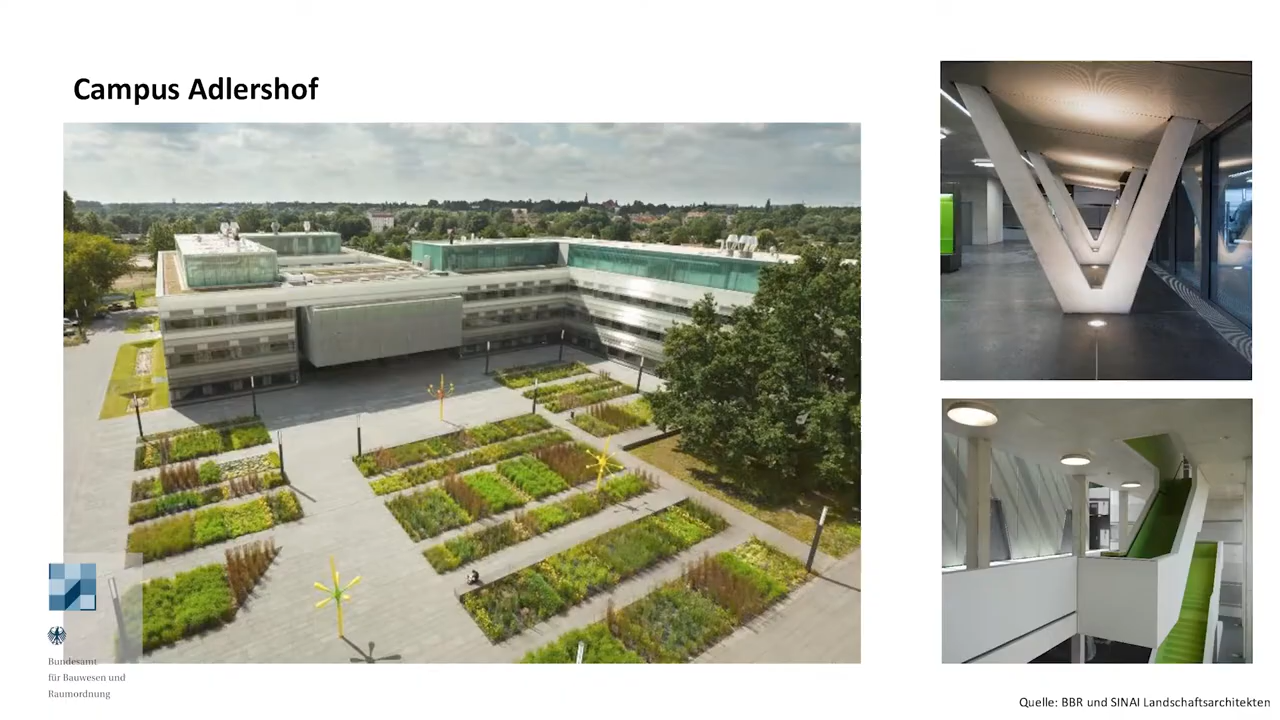 Campus Adlershof
Bundesamt
für Bauwesen und
Raumordnung
Quelle: BBR und SINAI Landschaftsarchitekten